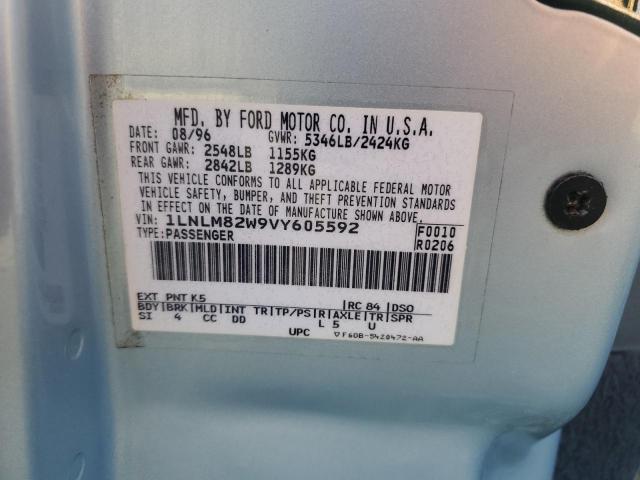 MFD. BY FORD MOTOR CO. IN U.S.A.
DATE: 08/96 GVWR: 5346LB/2424KG
FRONT GAWR: 2548LB 1155KG
REAR GAWR: 2842LB 1289KG
THIS VEHICLE CONFORMS TO ALL APPLICABLE FEDERAL MOTOR
VEHICLE SAFETY, BUMPER, AND THEFT PREVENTION STANDARDS
IN EFFECT ON THE DATE OF MANUFACTURE SHOWN ABOVE.
VIN: 1LNLM82W9VY605592 F0010
TYPE: PASSENGER R0206
EXT PNT K5 RC 84 DSO
BDY BRK MLD INT TR TP/PS R AXLE TR SPR
SI 4 CC DD L 5 U
UPC ▽F6DB-5420472-AA